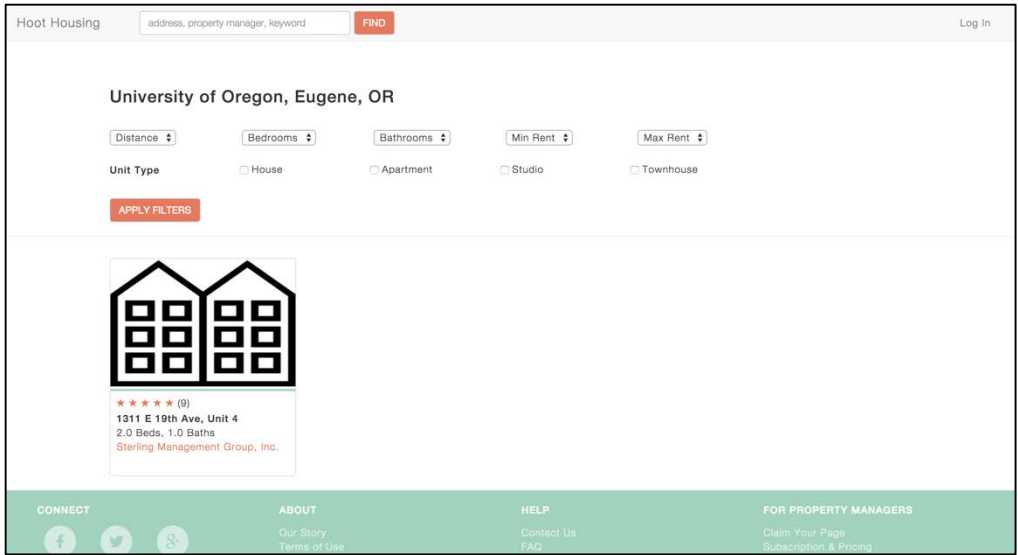 Hoot Housing address, property manager, keyword FIND Log In
University of Oregon, Eugene, OR
Distance Bedrooms Bathrooms Min Rent Max Rent
Unit Type House Apartment Studio Townhouse
APPLY FILTERS
★ ★ ★ ★ ★ (9)
1311 E 19th Ave, Unit 4
2.0 Beds, 1.0 Baths
Sterling Management Group, Inc.
CONNECT ABOUT HELP FOR PROPERTY MANAGERS
f g+ Our Story Contact Us Claim Your Page
Terms of Use FAQ Subscription & Pricing